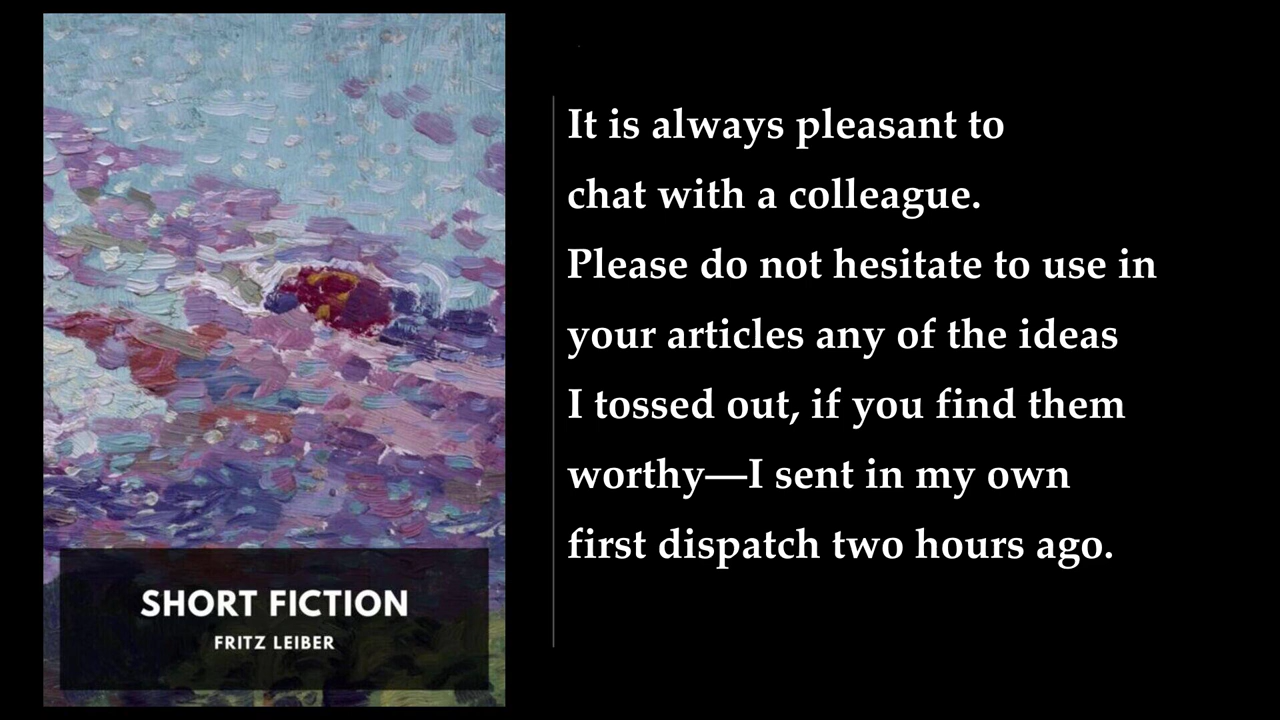 It is always pleasant to
chat with a colleague.
Please do not hesitate to use in
your articles any of the ideas
I tossed out, if you find them
worthy—I sent in my own
first dispatch two hours ago.
SHORT FICTION
FRITZ LEIBER